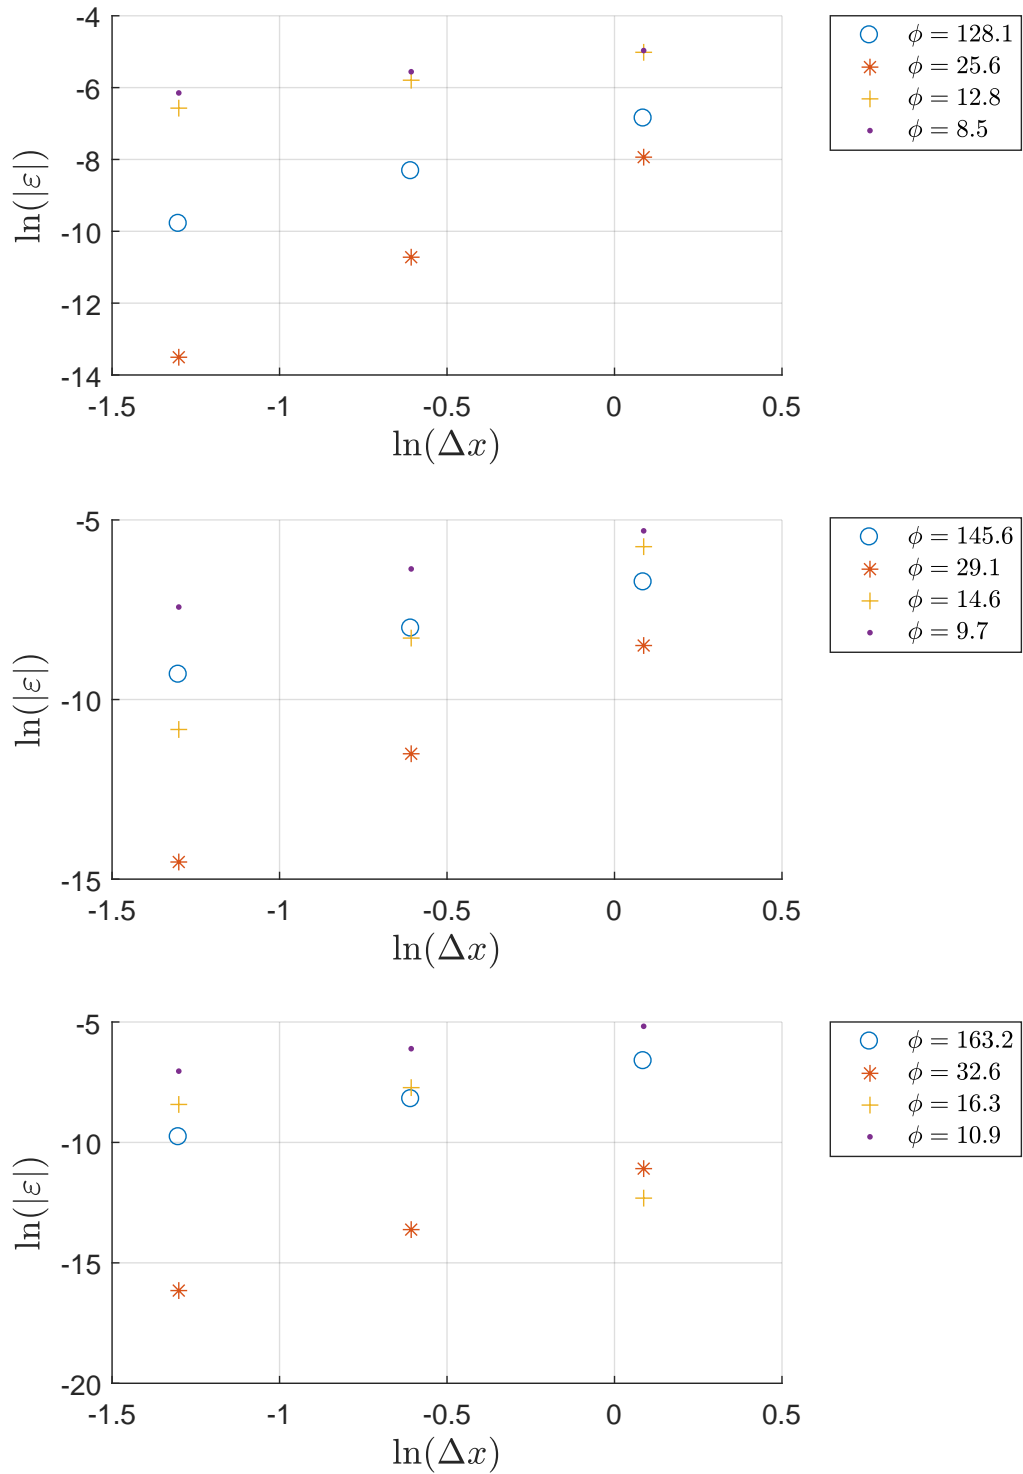 -4
-6
-8
-10
-12
-14
ln(|ε|)
-1.5 -1 -0.5 0 0.5
ln(Δx)
ϕ = 128.1
ϕ = 25.6
ϕ = 12.8
ϕ = 8.5
-5
-10
-15
ln(|ε|)
-1.5 -1 -0.5 0 0.5
ln(Δx)
ϕ = 145.6
ϕ = 29.1
ϕ = 14.6
ϕ = 9.7
-5
-10
-15
-20
ln(|ε|)
-1.5 -1 -0.5 0 0.5
ln(Δx)
ϕ = 163.2
ϕ = 32.6
ϕ = 16.3
ϕ = 10.9